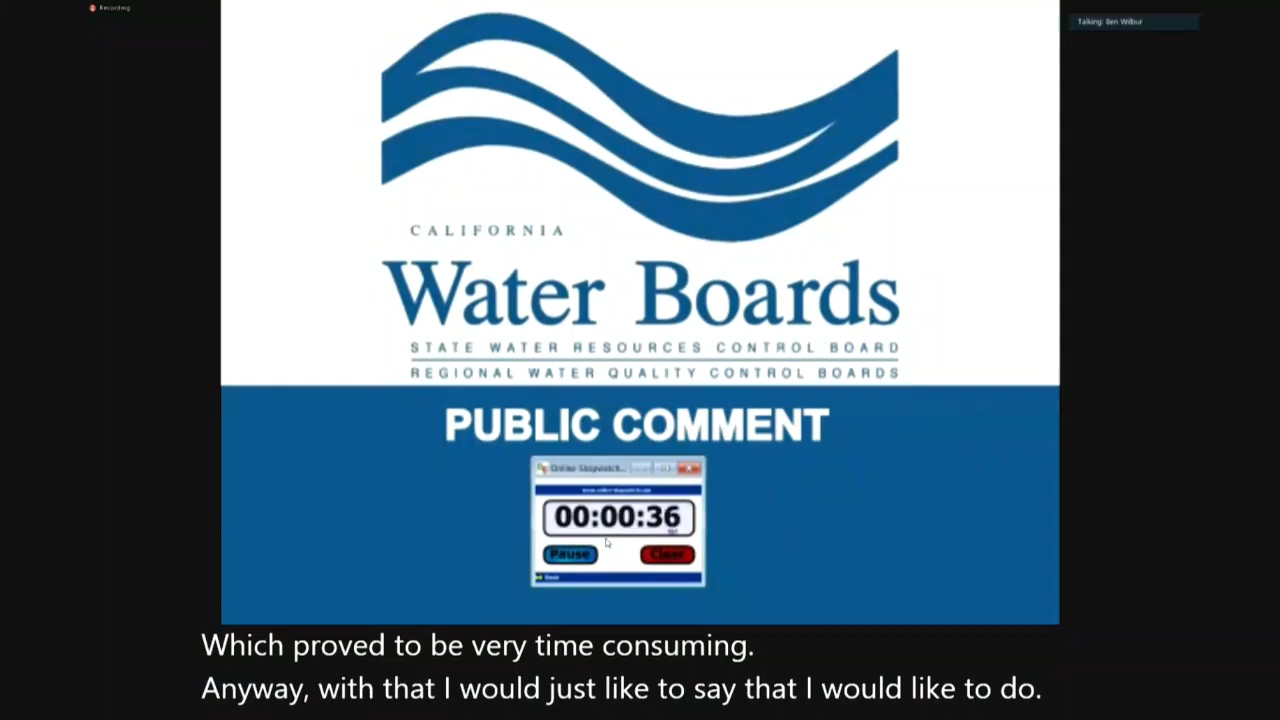 Recording
Talking: Ben Wilbur
CALIFORNIA
Water Boards
STATE WATER RESOURCES CONTROL BOARD
REGIONAL WATER QUALITY CONTROL BOARDS
PUBLIC COMMENT
Online Stopwatch...
00:00:36
Pause
Clear
Which proved to be very time consuming.
Anyway, with that I would just like to say that I would like to do.